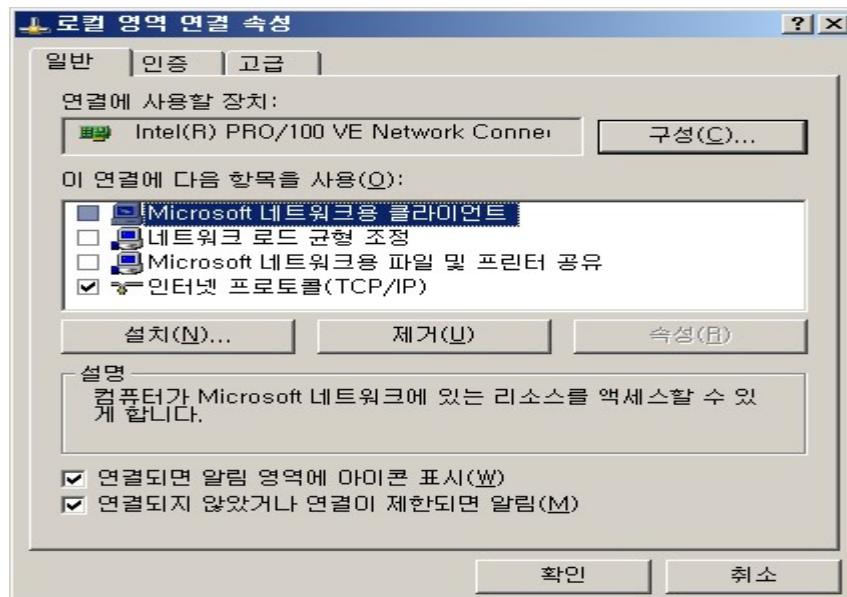 로컬 영역 연결 속성
일반 인증 고급
연결에 사용할 장치:
Intel(R) PRO/100 VE Network Conne
구성(C)...
이 연결에 다음 항목을 사용(O):
Microsoft 네트워크용 클라이언트
네트워크 로드 균형 조정
Microsoft 네트워크용 파일 및 프린터 공유
인터넷 프로토콜(TCP/IP)
설치(N)... 제거(U) 속성(R)
설명
컴퓨터가 Microsoft 네트워크에 있는 리소스를 액세스할 수 있
게 합니다.
연결되면 알림 영역에 아이콘 표시(W)
연결되지 않았거나 연결이 제한되면 알림(M)
확인 취소